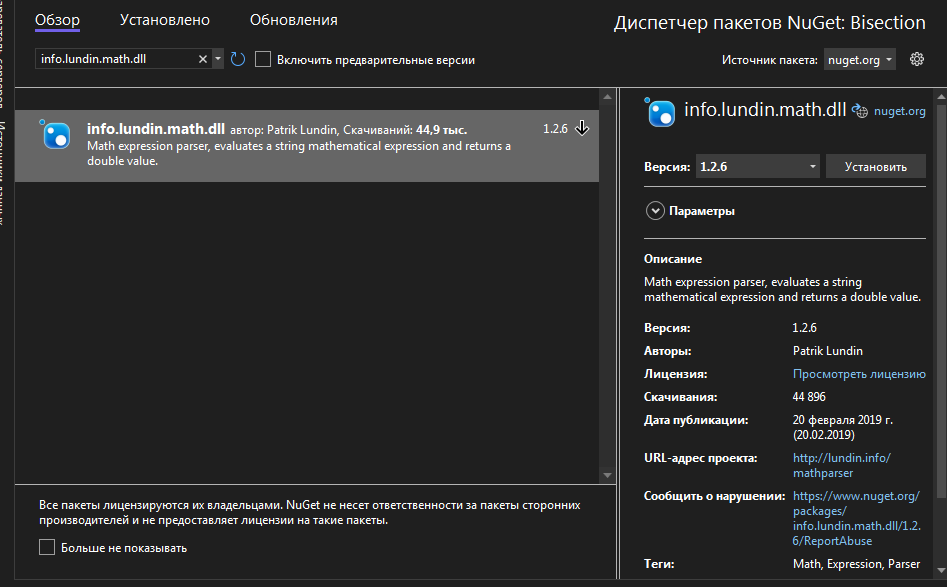 Обзор Установлено Обновления
Диспетчер пакетов NuGet: Bisection
info.lundin.math.dll
Включить предварительные версии
Источник пакета: nuget.org
info.lundin.math.dll автор: Patrik Lundin, Скачиваний: 44,9 тыс.
1.2.6
Math expression parser, evaluates a string mathematical expression and returns a
double value.
Все пакеты лицензируются их владельцами. NuGet не несет ответственности за пакеты сторонних
производителей и не предоставляет лицензии на такие пакеты.
Больше не показывать
info.lundin.math.dll nuget.org
Версия: 1.2.6 Установить
Параметры
Описание
Math expression parser, evaluates a string
mathematical expression and returns a double value.
Версия: 1.2.6
Авторы: Patrik Lundin
Лицензия: Просмотреть лицензию
Скачивания: 44 896
Дата публикации: 20 февраля 2019 г.
(20.02.2019)
URL-адрес проекта: http://lundin.info/
mathparser
Сообщить о нарушении: https://www.nuget.org/
packages/
info.lundin.math.dll/1.2.
6/ReportAbuse
Теги: Math, Expression, Parser